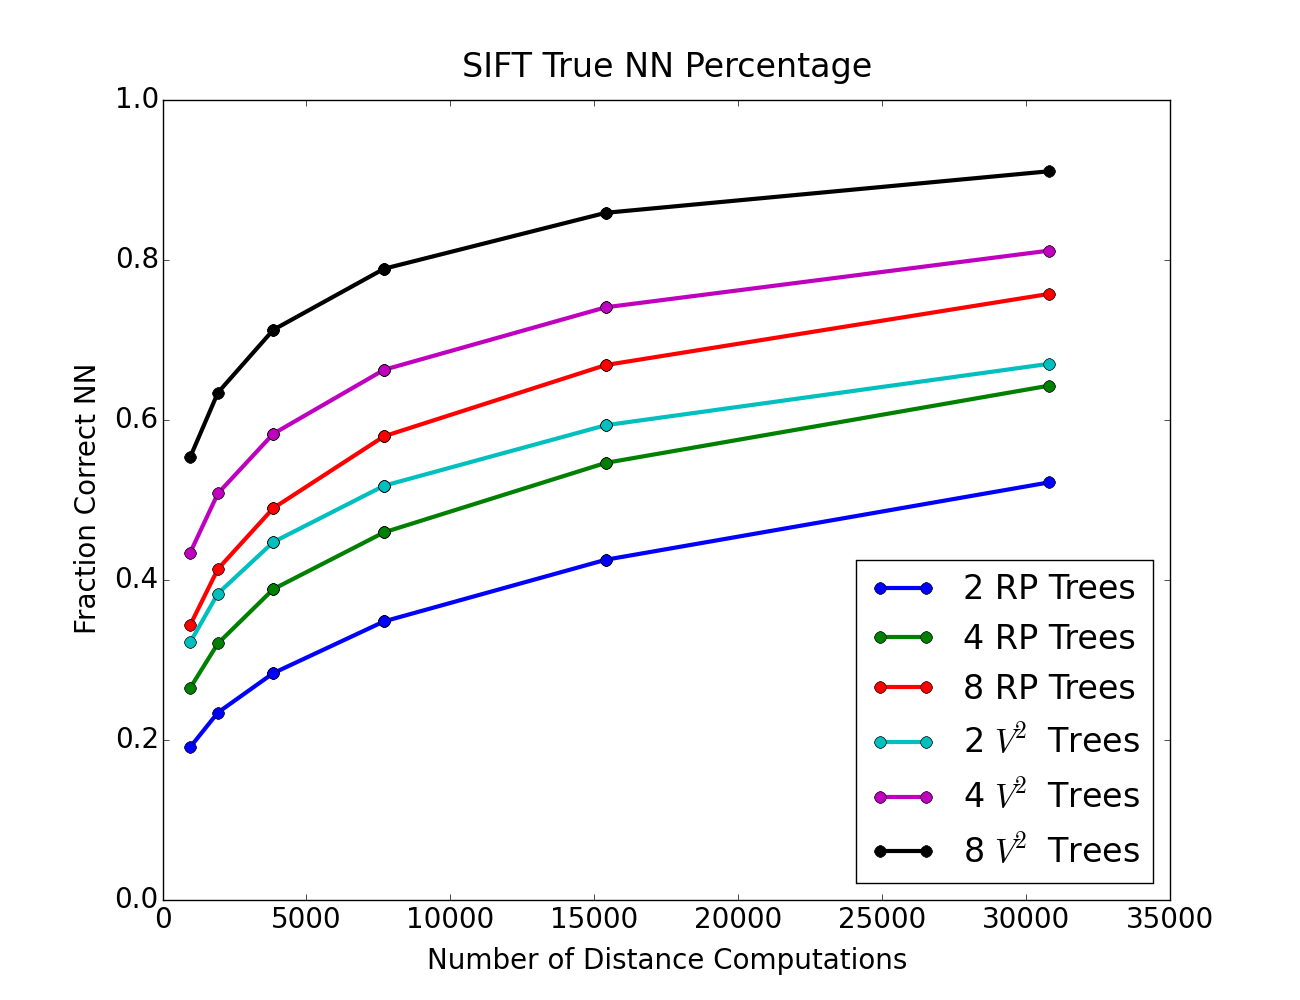 SIFT True NN Percentage
1.0
0.8
0.6
0.4
0.2
0.0
Fraction Correct NN
2 RP Trees
4 RP Trees
8 RP Trees
2 V² Trees
4 V² Trees
8 V² Trees
0 5000 10000 15000 20000 25000 30000 35000
Number of Distance Computations